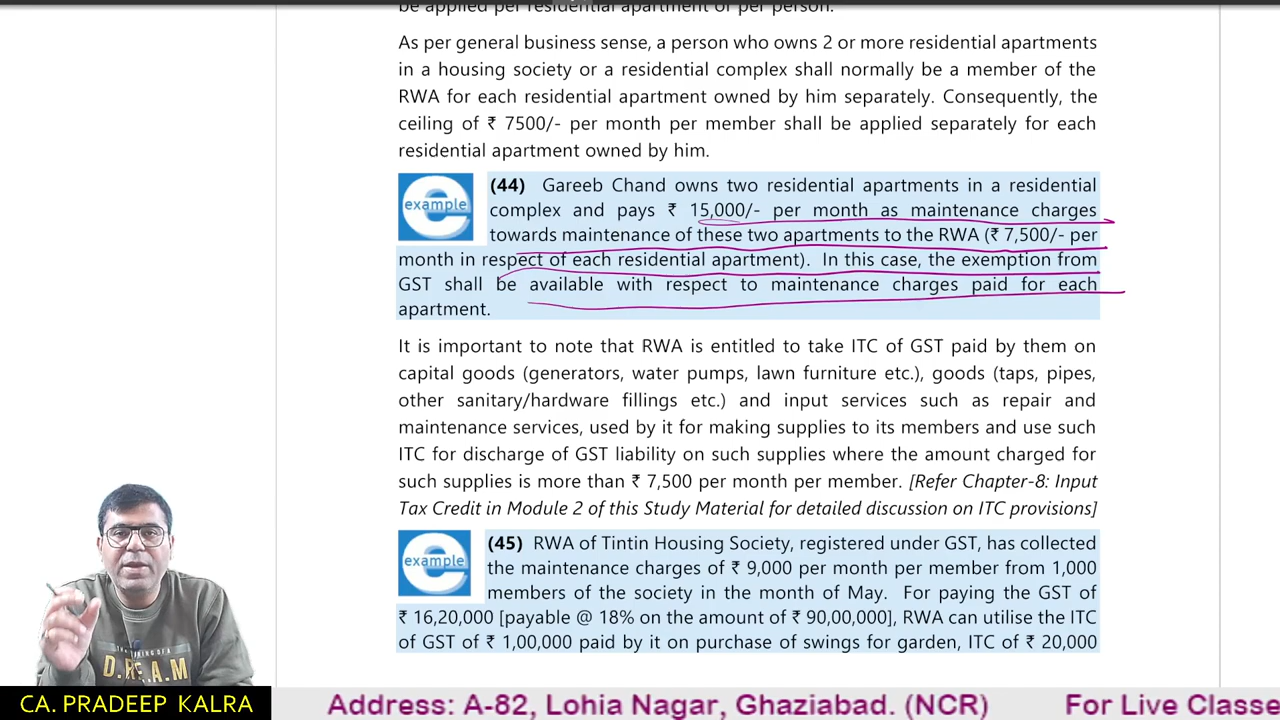 be applied per residential apartment or per person.
As per general business sense, a person who owns 2 or more residential apartments
in a housing society or a residential complex shall normally be a member of the
RWA for each residential apartment owned by him separately. Consequently, the
ceiling of ₹ 7500/- per month per member shall be applied separately for each
residential apartment owned by him.
example
(44) Gareeb Chand owns two residential apartments in a residential
complex and pays ₹ 15,000/- per month as maintenance charges
towards maintenance of these two apartments to the RWA (₹ 7,500/- per
month in respect of each residential apartment). In this case, the exemption from
GST shall be available with respect to maintenance charges paid for each
apartment.
It is important to note that RWA is entitled to take ITC of GST paid by them on
capital goods (generators, water pumps, lawn furniture etc.), goods (taps, pipes,
other sanitary/hardware fillings etc.) and input services such as repair and
maintenance services, used by it for making supplies to its members and use such
ITC for discharge of GST liability on such supplies where the amount charged for
such supplies is more than ₹ 7,500 per month per member. [Refer Chapter-8: Input
Tax Credit in Module 2 of this Study Material for detailed discussion on ITC provisions]
example
(45) RWA of Tintin Housing Society, registered under GST, has collected
the maintenance charges of ₹ 9,000 per month per member from 1,000
members of the society in the month of May. For paying the GST of
₹ 16,20,000 [payable @ 18% on the amount of ₹ 90,00,000], RWA can utilise the ITC
of GST of ₹ 1,00,000 paid by it on purchase of swings for garden, ITC of ₹ 20,000
CA. PRADEEP KALRA
Address: A-82, Lohia Nagar, Ghaziabad. (NCR) For Live Classe